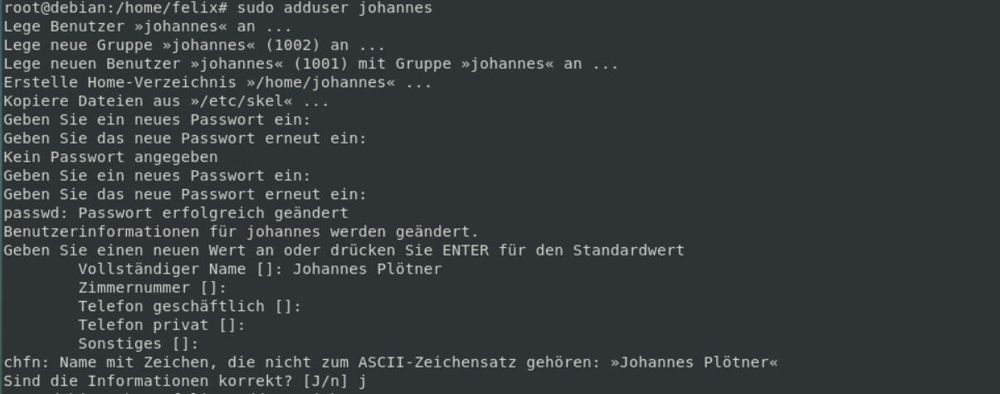 root@debian:/home/felix# sudo adduser johannes
Lege Benutzer »johannes« an ...
Lege neue Gruppe »johannes« (1002) an ...
Lege neuen Benutzer »johannes« (1001) mit Gruppe »johannes« an ...
Erstelle Home-Verzeichnis »/home/johannes« ...
Kopiere Dateien aus »/etc/skel« ...
Geben Sie ein neues Passwort ein:
Geben Sie das neue Passwort erneut ein:
Kein Passwort angegeben
Geben Sie ein neues Passwort ein:
Geben Sie das neue Passwort erneut ein:
passwd: Passwort erfolgreich geändert
Benutzerinformationen für johannes werden geändert.
Geben Sie einen neuen Wert an oder drücken Sie ENTER für den Standardwert
Vollständiger Name []: Johannes Plötner
Zimmernummer []:
Telefon geschäftlich []:
Telefon privat []:
Sonstiges []:
chfn: Name mit Zeichen, die nicht zum ASCII-Zeichensatz gehören: »Johannes Plötner«
Sind die Informationen korrekt? [J/n] j